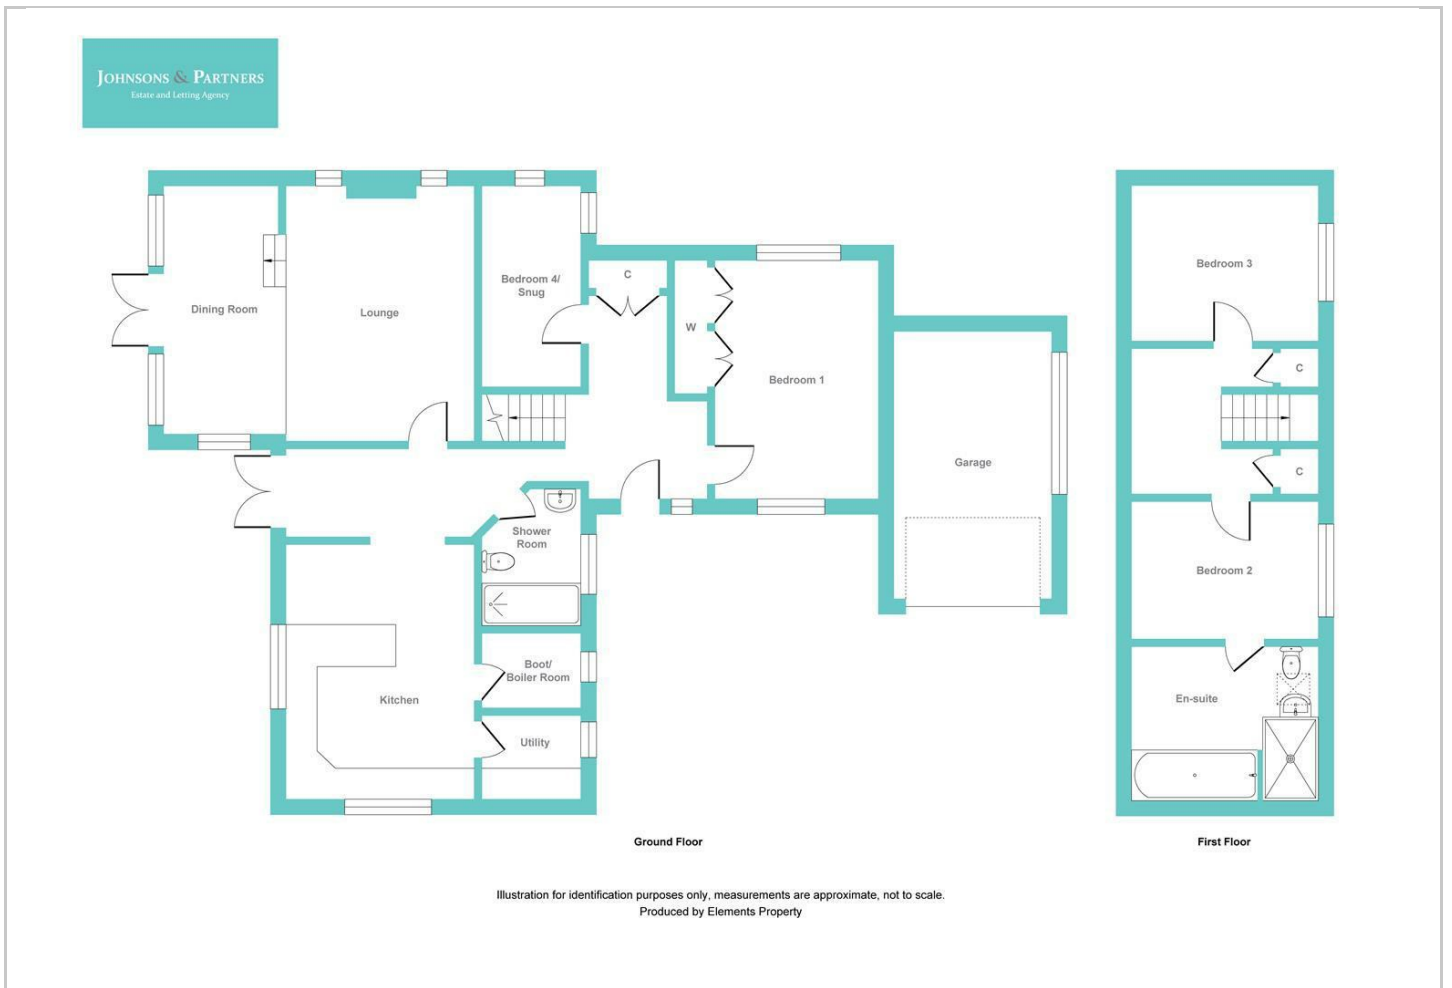 JOHNSONS & PARTNERS
Estate and Letting Agency
Dining Room
Lounge
Bedroom 4/
Snug
C
W
Bedroom 1
Garage
Shower
Room
Boot/
Boiler Room
Kitchen
Utility
Ground Floor
Bedroom 3
C
C
Bedroom 2
En-suite
First Floor
Illustration for identification purposes only, measurements are approximate, not to scale.
Produced by Elements Property